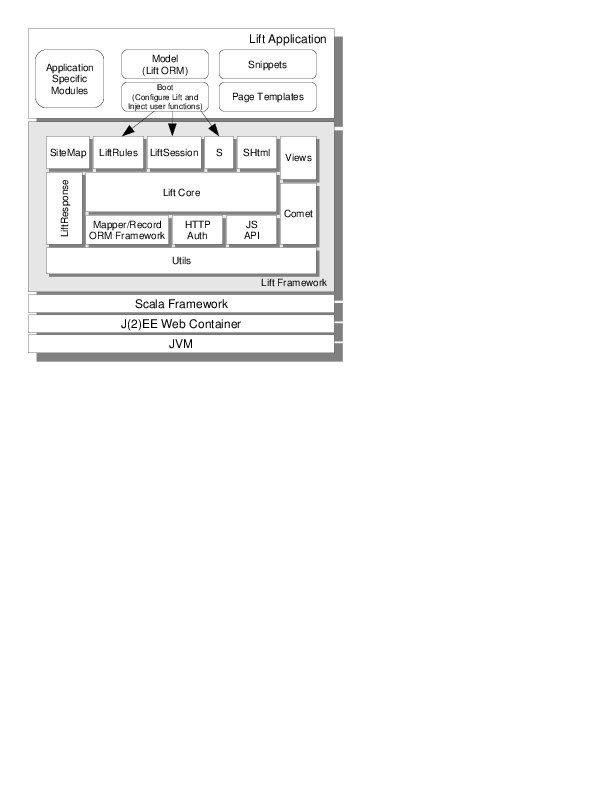 Lift Application
Application
Specific
Modules
Model
(Lift ORM)
Snippets
Boot
(Configure Lift and
Inject user functions)
Page Templates
SiteMap
LiftRules
LiftSession
S
SHtml
Views
LiftResponse
Lift Core
Comet
Mapper/Record
ORM Framework
HTTP
Auth
JS
API
Utils
Lift Framework
Scala Framework
J(2)EE Web Container
JVM